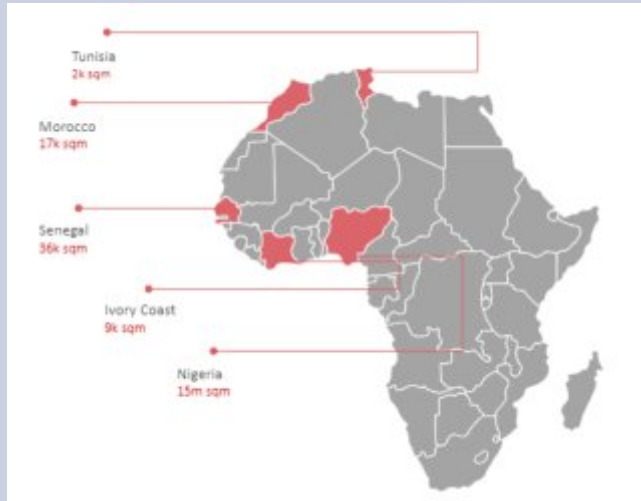 Tunisia
2k sqm
Morocco
17k sqm
Senegal
36k sqm
Ivory Coast
9k sqm
Nigeria
15m sqm